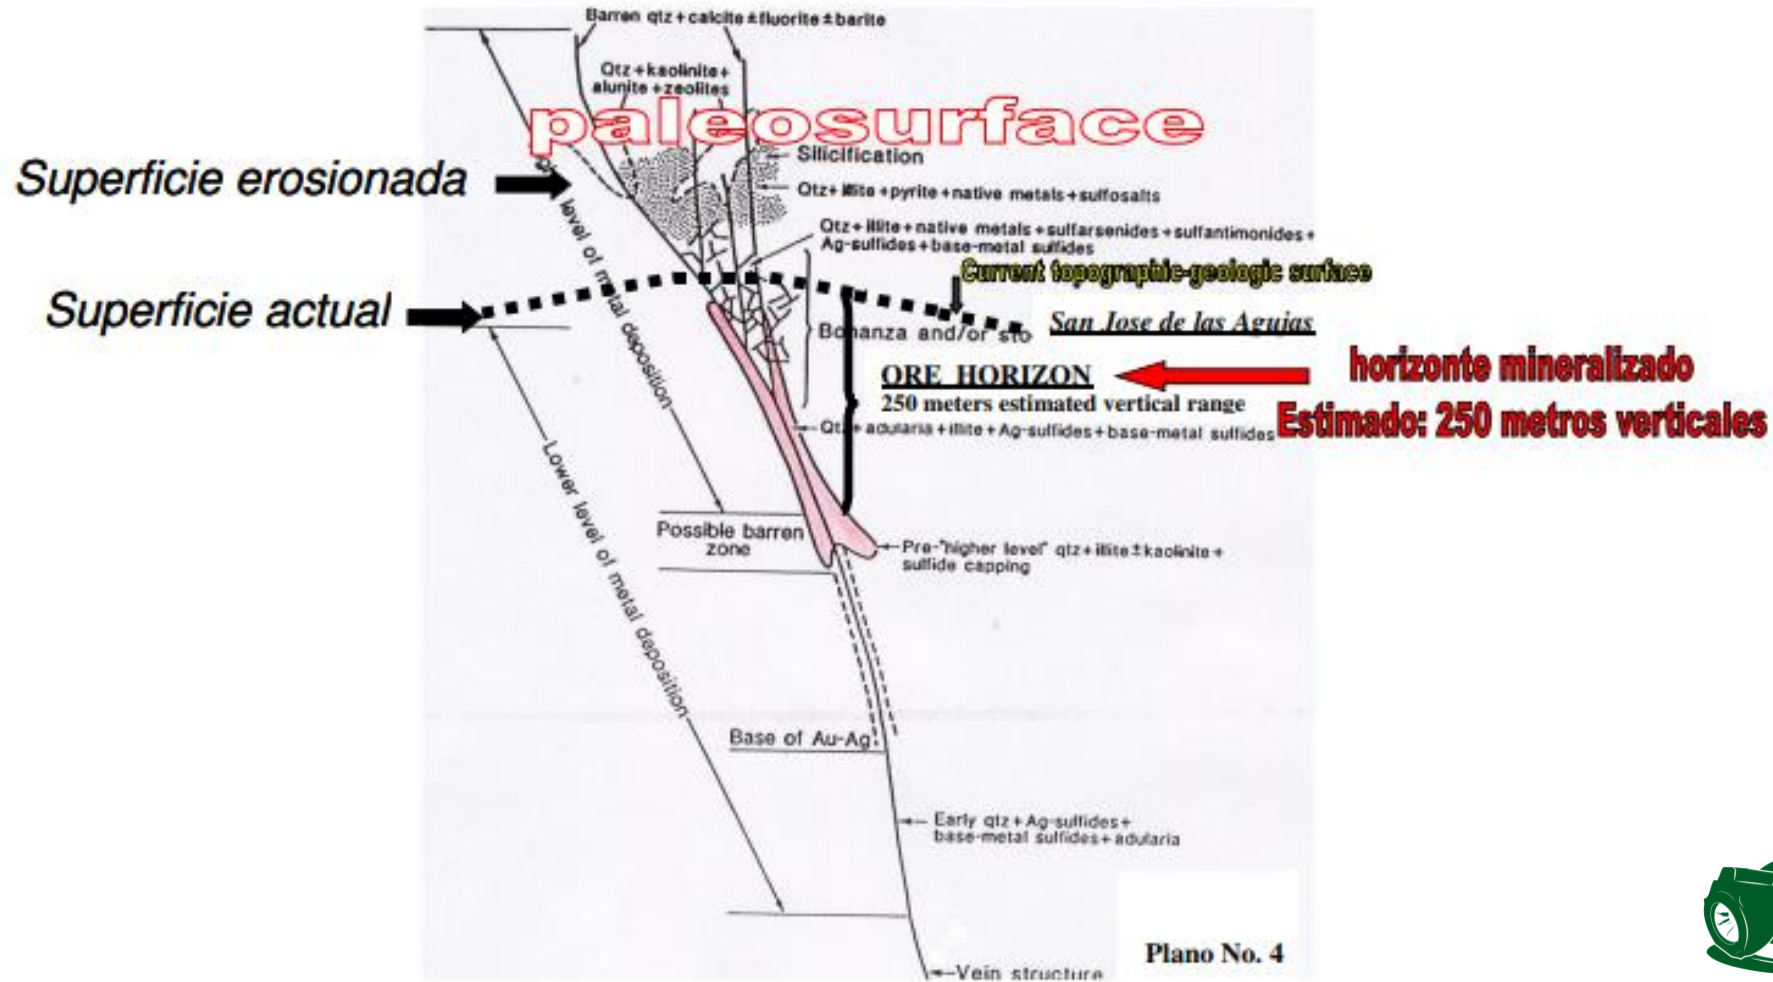 Barren qtz + calcite ± fluorite ± barite
Qtz + kaolinite +
alunite + zeolites
paleosurface
Silicification
Superficie erosionada
Qtz + illite + pyrite + native metals + sulfosalts
Qtz + illite + native metals + sulfarsenides + sulfantimonides +
Ag-sulfides + base-metal sulfides
level of metal deposition
Current topographic-geologic surface
Superficie actual
San Jose de las Agujas
Bonanza and/or sto
ORE HORIZON
250 meters estimated vertical range
horizonte mineralizado
Estimado: 250 metros verticales
Qtz + adularia + illite + Ag-sulfides + base-metal sulfides
Lower level of metal deposition
Possible barren
zone
Pre-"higher level" qtz + illite ± kaolinite +
sulfide capping
Base of Au-Ag
Early qtz + Ag-sulfides +
base-metal sulfides + adularia
Plano No. 4
Vein structure